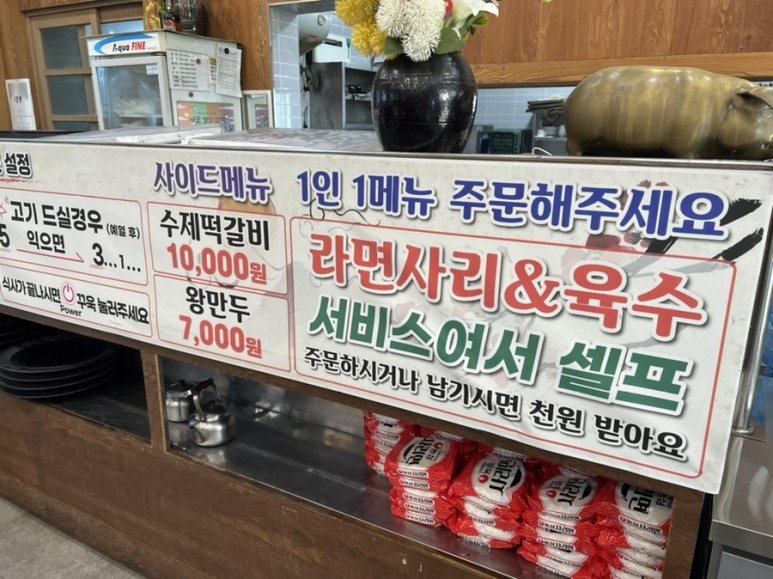 A-qua FINE
설정
고기 드실경우 (예열 후)
5 익으면 3...1...
식사가 끝나시면 Power 꾸욱 눌러주세요
사이드메뉴
수제떡갈비
10,000원
왕만두
7,000원
1인 1메뉴 주문해주세요
라면사리&육수
서비스여서 셀프
주문하시거나 남기시면 천원 받아요